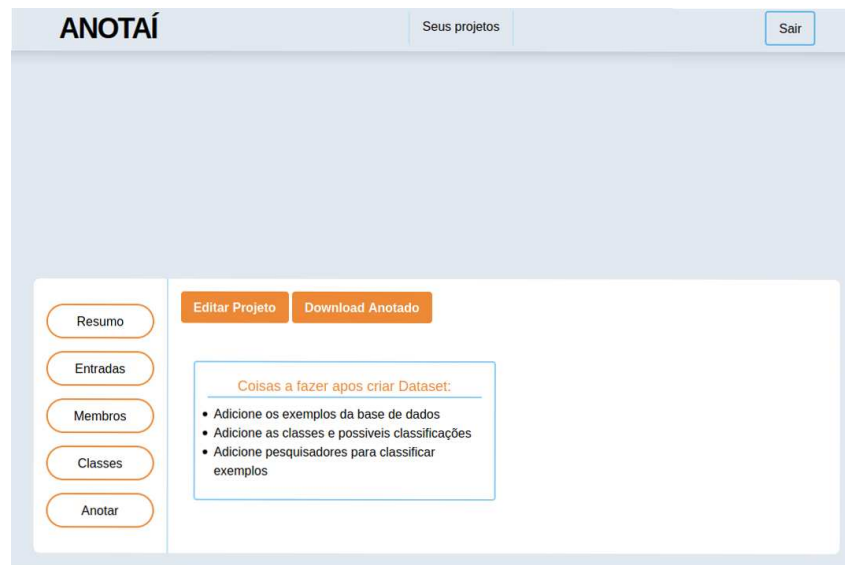 ANOTAÍ
Seus projetos
Sair
Resumo
Entradas
Membros
Classes
Anotar
Editar Projeto
Download Anotado
Coisas a fazer apos criar Dataset:
Adicione os exemplos da base de dados
Adicione as classes e possiveis classificações
Adicione pesquisadores para classificar
exemplos